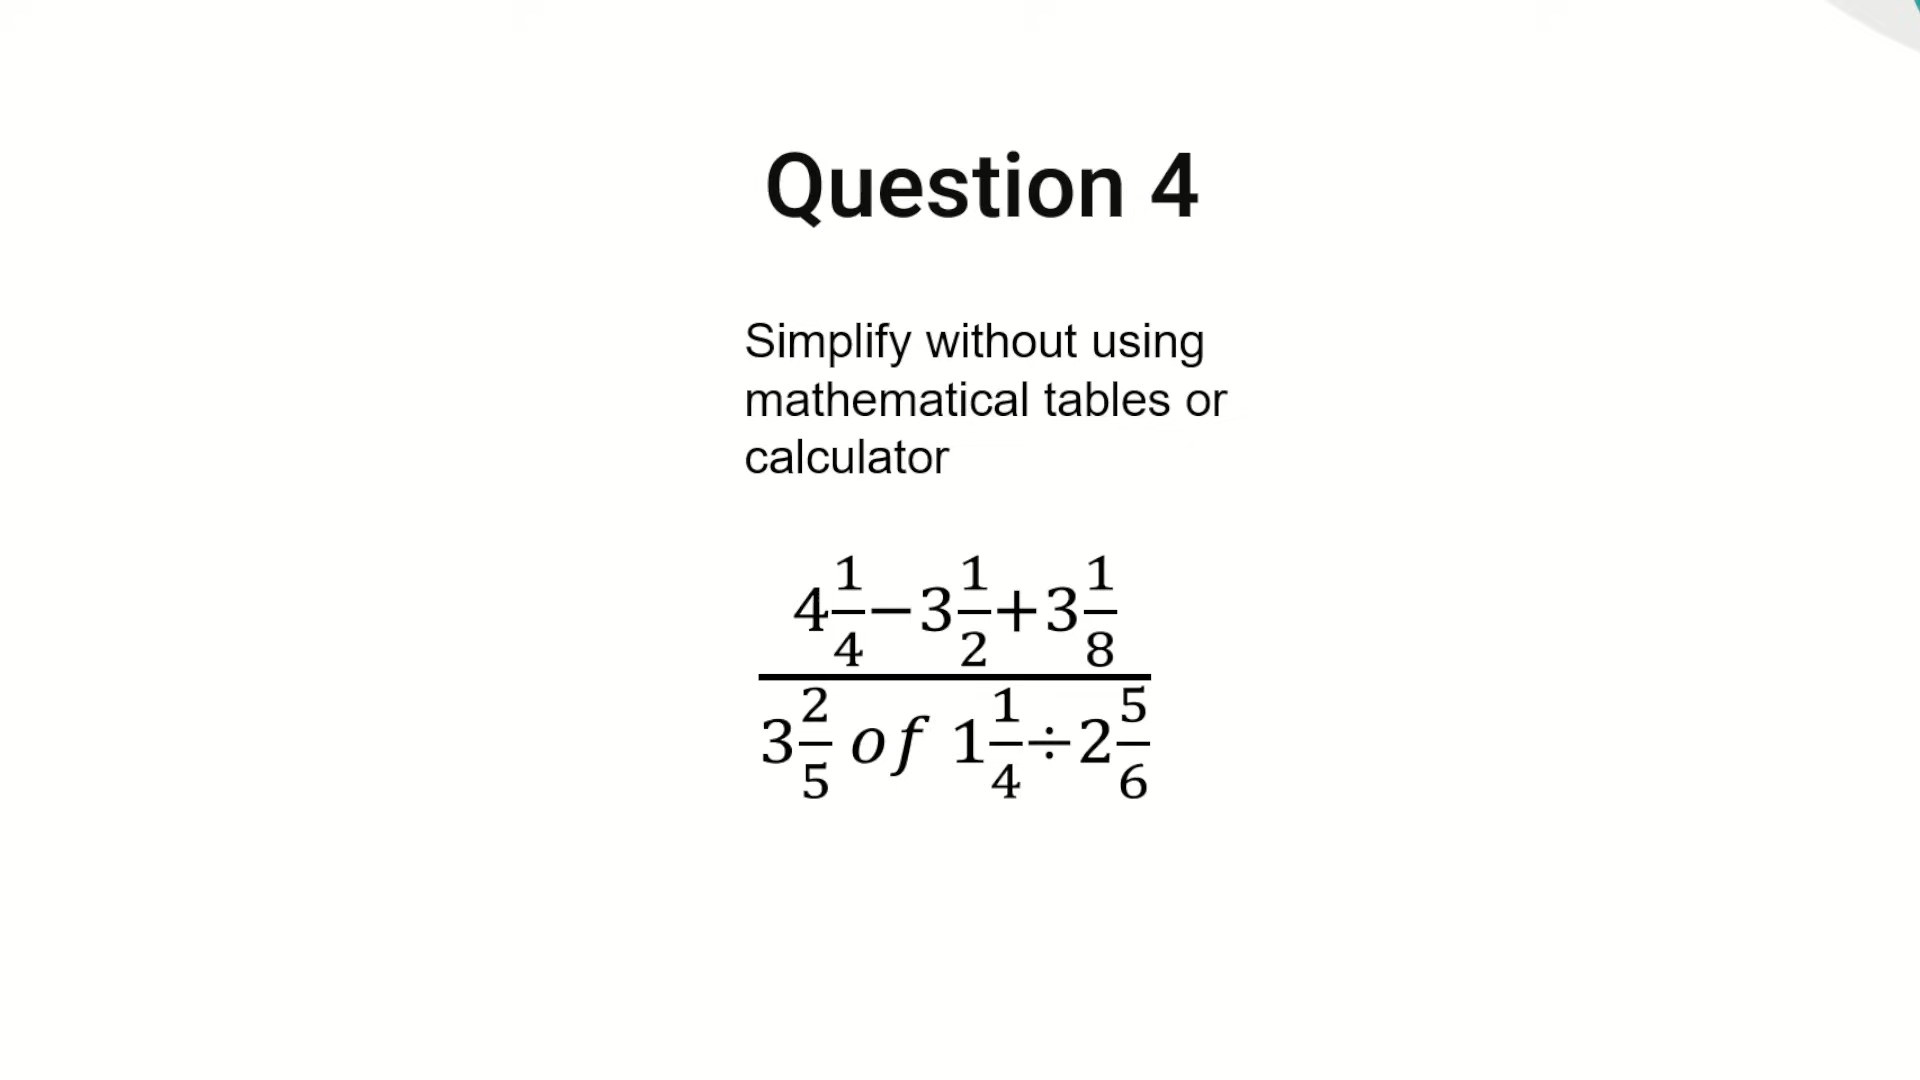 Question 4
Simplify without using
mathematical tables or
calculator
4 1/4 − 3 1/2 + 3 1/8
3 2/5 of 1 1/4 ÷ 2 5/6